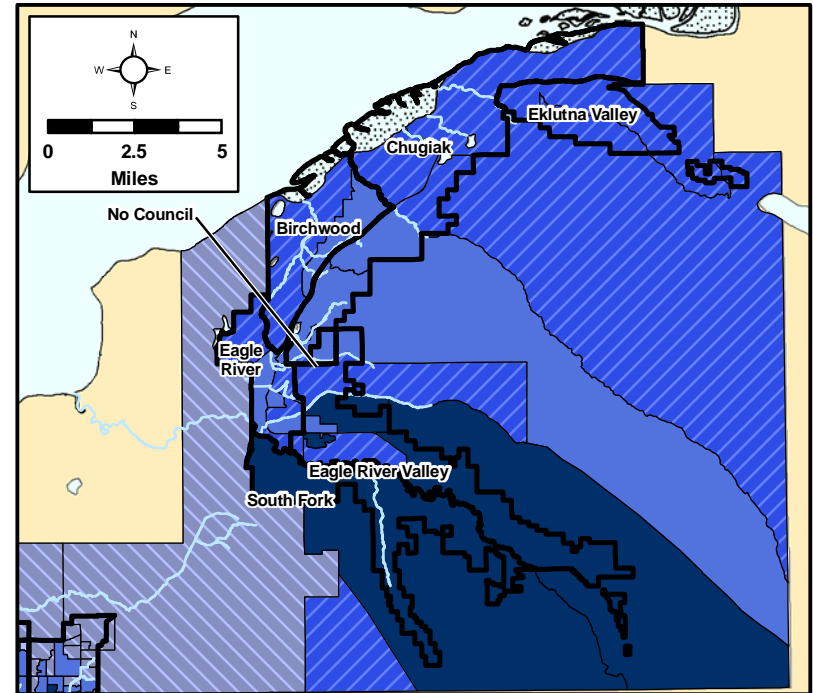 N
W E
S
0 2.5 5
Miles
Eklutna Valley
Chugiak
No Council
Birchwood
Eagle
River
Eagle River Valley
South Fork